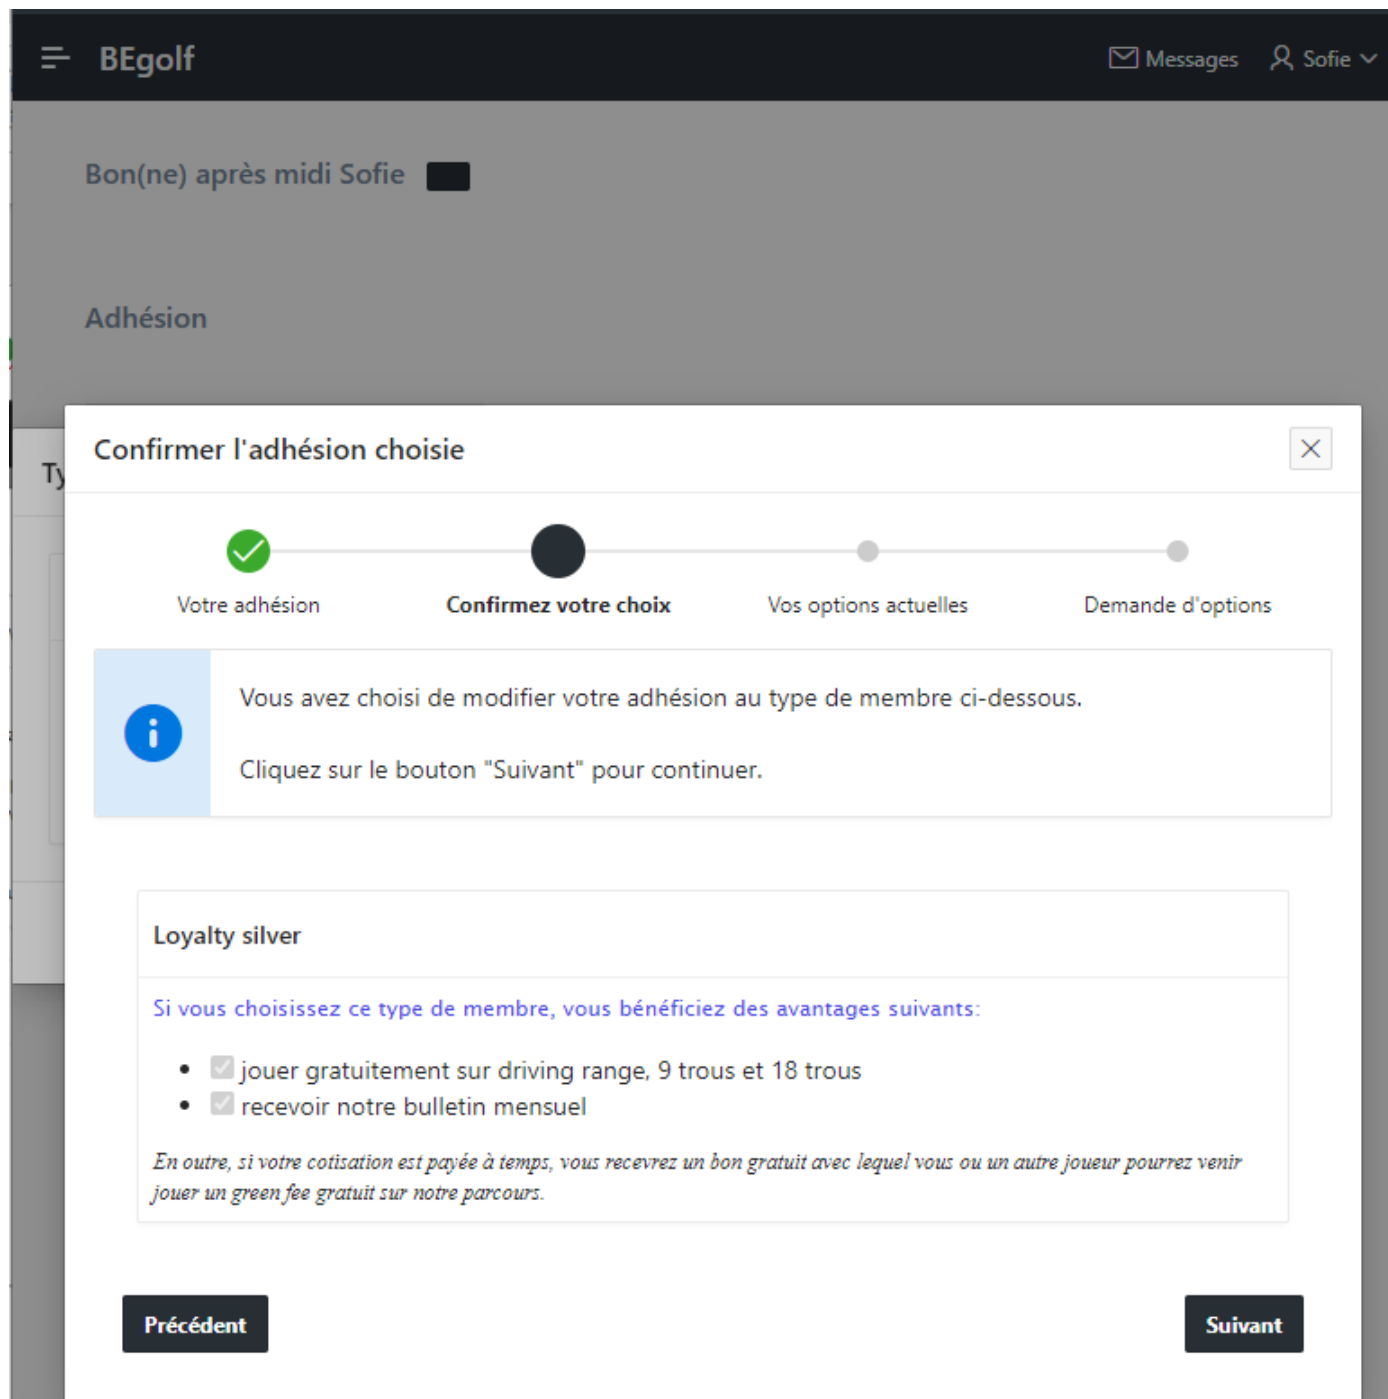 BEgolf
Messages
Sofie
Bon(ne) après midi Sofie
Adhésion
Ty
Confirmer l'adhésion choisie
Votre adhésion
Confirmez votre choix
Vos options actuelles
Demande d'options
Vous avez choisi de modifier votre adhésion au type de membre ci-dessous.
Cliquez sur le bouton "Suivant" pour continuer.
Loyalty silver
Si vous choisissez ce type de membre, vous bénéficiez des avantages suivants:
jouer gratuitement sur driving range, 9 trous et 18 trous
recevoir notre bulletin mensuel
En outre, si votre cotisation est payée à temps, vous recevrez un bon gratuit avec lequel vous ou un autre joueur pourrez venir
jouer un green fee gratuit sur notre parcours.
Précédent
Suivant